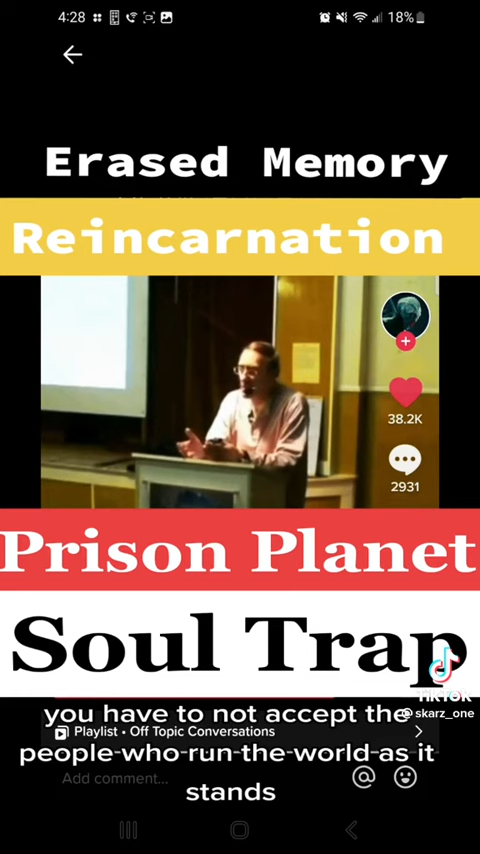 4:28
18%
Erased Memory
Reincarnation
38.2K
2931
Prison Planet
Soul Trap
TikTok
@skarz_one
you have to not accept the
Playlist • Off Topic Conversations
people who run the world as it
Add comment...
stands